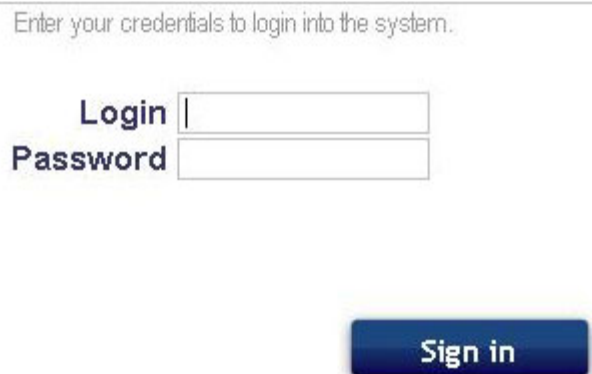 Enter your credentials to login into the system.
Login
Password
Sign in